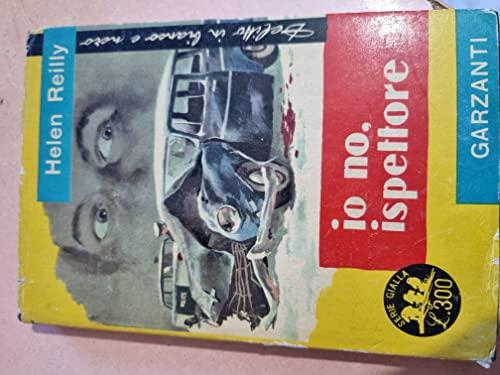 Helen Reilly
Delitto in bianco e nero
io no,
ispettore
GARZANTI
SERIE GIALLA
L.300